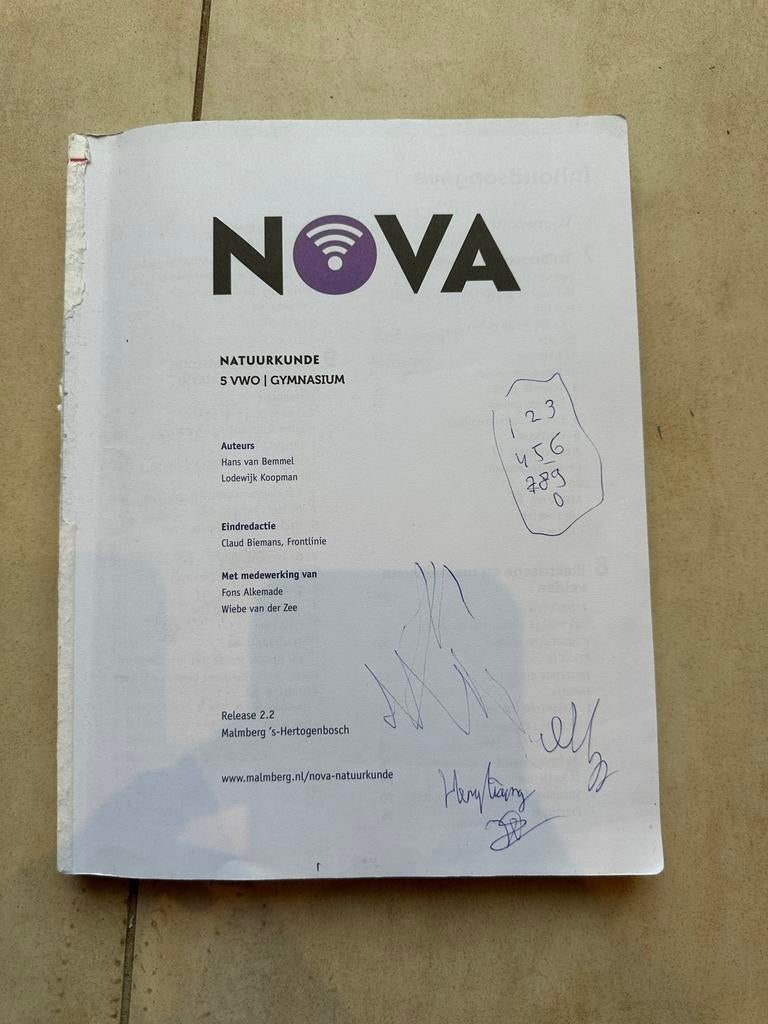 NOVA
NATUURKUNDE
5 VWO | GYMNASIUM
Auteurs
Hans van Bemmel
Lodewijk Koopman
Eindredactie
Claud Biemans, Frontlinie
Met medewerking van
Fons Alkemade
Wiebe van der Zee
Release 2.2
Malmberg 's-Hertogenbosch
www.malmberg.nl/nova-natuurkunde
1 2 3
4 5 6
7 8 9
0
1